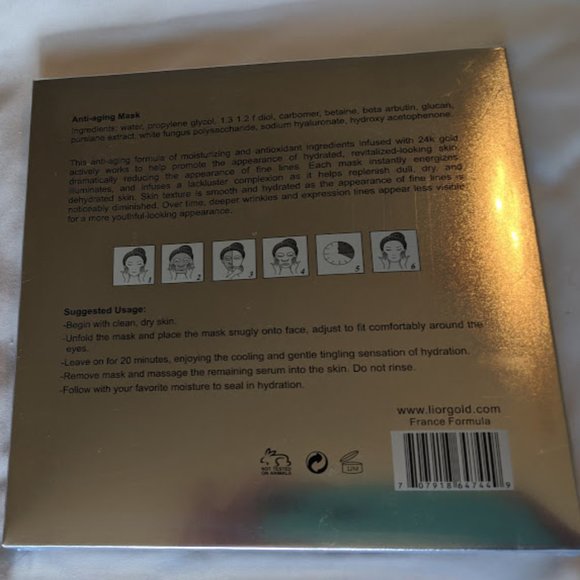 Anti-aging Mask
Ingredients: water, propylene glycol, 1.3 1.2 f diol, carbomer, betaine, beta arbutin, glucan,
purslane extract, white fungus polysaccharide, sodium hyaluronate, hydroxy acetophenone.
This anti-aging formula of moisturizing and antioxidant ingredients infused with 24k gold
actively works to help promote the appearance of hydrated, revitalized-looking skin,
dramatically reducing the appearance of fine lines. Each mask instantly energizes
illuminates, and infuses a lackluster complexion as it helps replenish dull, dry, and
dehydrated skin. Skin texture is smooth and hydrated as the appearance of fine lines is
noticeably diminished. Over time, deeper wrinkles and expression lines appear less visible
for a more youthful-looking appearance.
1 2 3 4 5 6
Suggested Usage:
-Begin with clean, dry skin.
-Unfold the mask and place the mask snugly onto face, adjust to fit comfortably around the
eyes.
-Leave on for 20 minutes, enjoying the cooling and gentle tingling sensation of hydration.
-Remove mask and massage the remaining serum into the skin. Do not rinse.
-Follow with your favorite moisture to seal in hydration.
www.liorgold.com
France Formula
NOT TESTED
ON ANIMALS
7 07918 64744 9